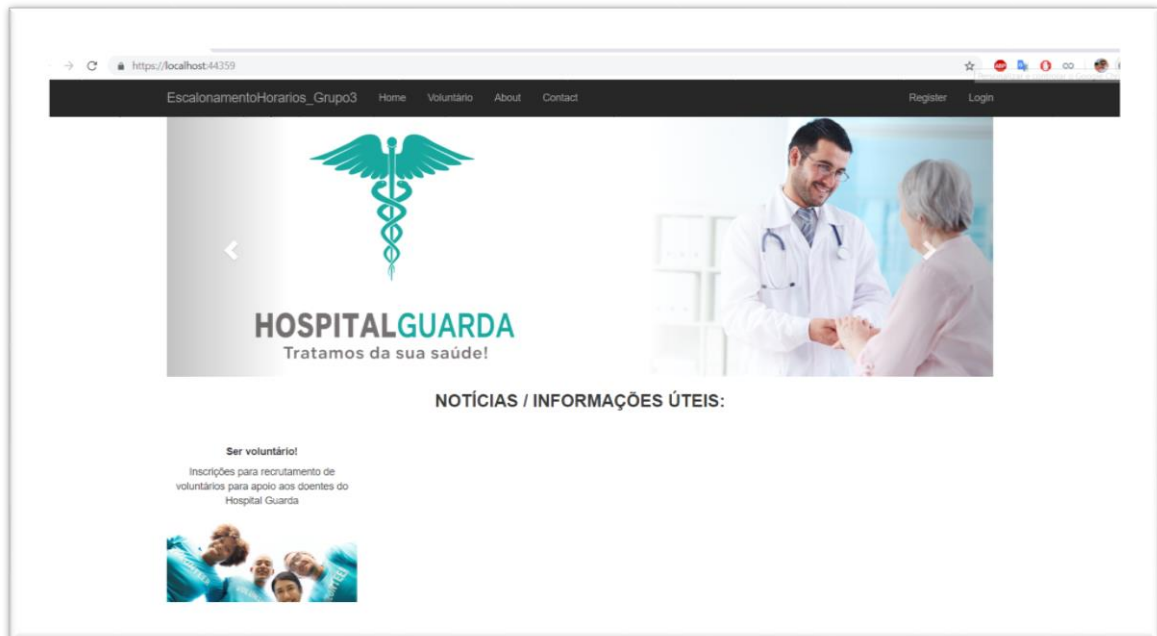 https://localhost:44359
EscalonamentoHorarios_Grupo3 Home Voluntário About Contact Register Login
HOSPITALGUARDA
Tratamos da sua saúde!
NOTÍCIAS / INFORMAÇÕES ÚTEIS:
Ser voluntário!
Inscrições para recrutamento de
voluntários para apoio aos doentes do
Hospital Guarda